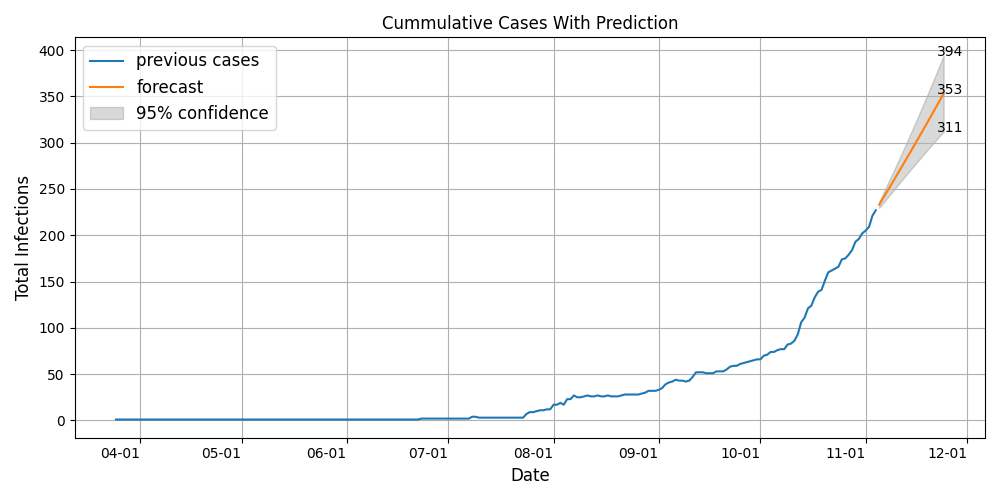 Cummulative Cases With Prediction
400
350
300
250
200
150
100
50
0
Total Infections
previous cases
forecast
95% confidence
394
353
311
04-01 05-01 06-01 07-01 08-01 09-01 10-01 11-01 12-01
Date